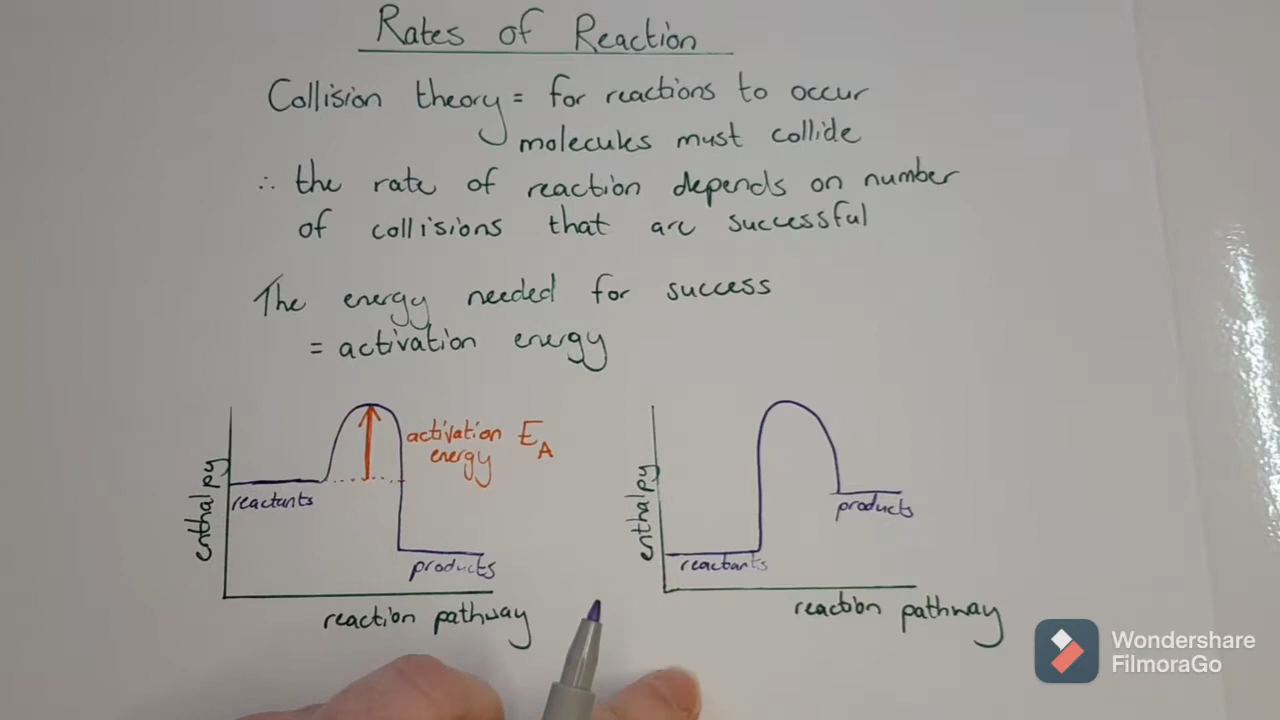 Rates of Reaction
Collision theory = for reactions to occur
molecules must collide
∴ the rate of reaction depends on number
of collisions that are successful
The energy needed for success
= activation energy
enthalpy
reactants
activation
energy
EA
products
reaction pathway
enthalpy
reactants
products
reaction pathway
Wondershare
FilmoraGo